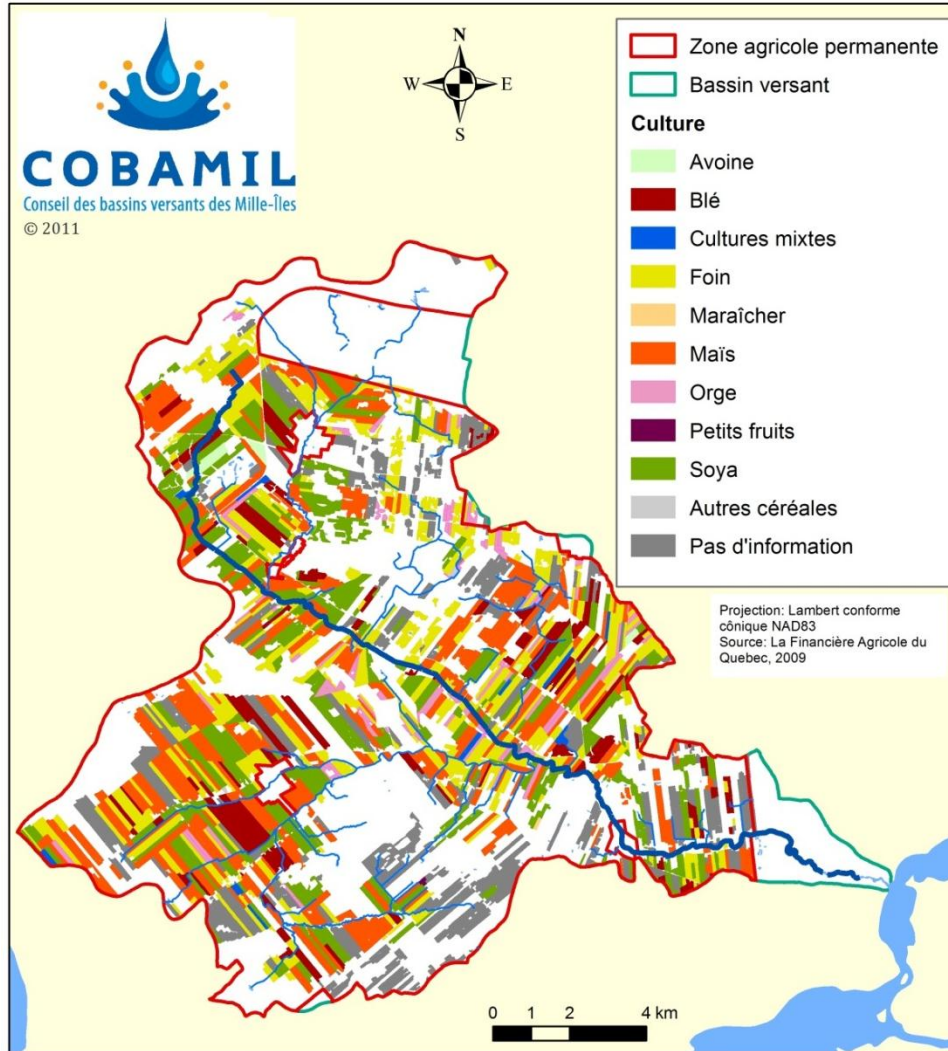 COBAMIL
Conseil des bassins versants des Mille-Îles
© 2011
N
W E
S
Zone agricole permanente
Bassin versant
Culture
Avoine
Blé
Cultures mixtes
Foin
Maraîcher
Maïs
Orge
Petits fruits
Soya
Autres céréales
Pas d'information
Projection: Lambert conforme
cônique NAD83
Source: La Financière Agricole du
Quebec, 2009
0 1 2 4 km